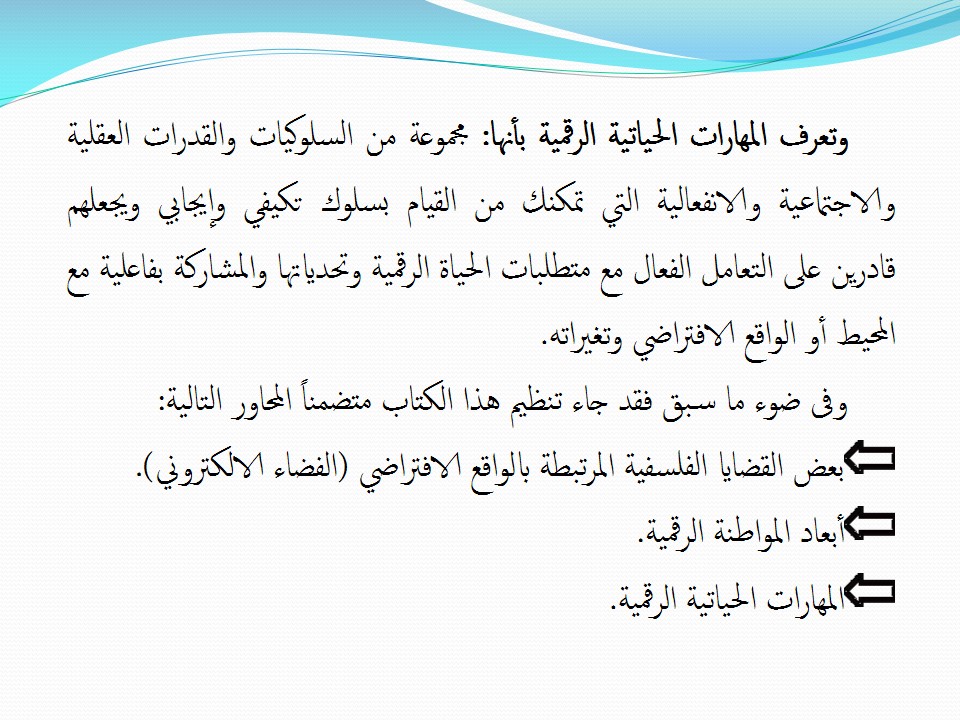 وتعرف المهارات الحياتية الرقمية بأنها: مجموعة من السلوكيات والقدرات العقلية
والاجتماعية والانفعالية التي تمكنك من القيام بسلوك تكيفي وإيجابي ويجعلهم
قادرين على التعامل الفعال مع متطلبات الحياة الرقمية وتحدياتها والمشاركة بفاعلية مع
المحيط أو الواقع الافتراضي وتغيراته.
وفى ضوء ما سبق فقد جاء تنظيم هذا الكتاب متضمناً المحاور التالية:
بعض القضايا الفلسفية المرتبطة بالواقع الافتراضي (الفضاء الالكتروني).
أبعاد المواطنة الرقمية.
المهارات الحياتية الرقمية.